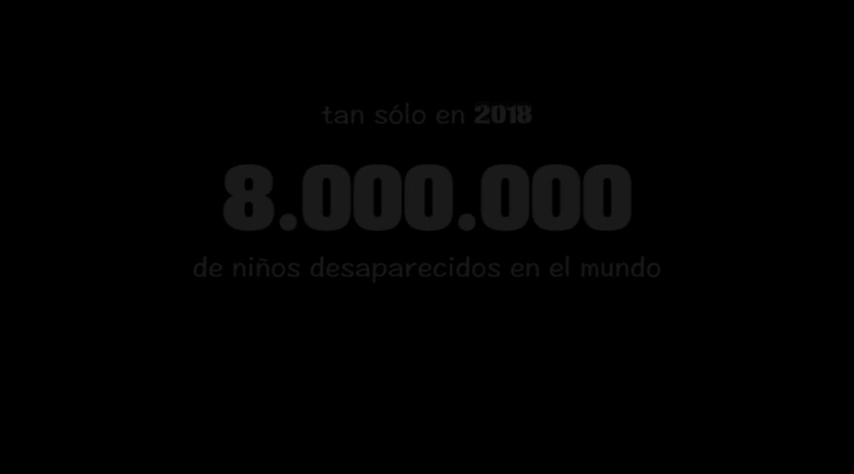 tan sólo en 2018
8.000.000
de niños desaparecidos en el mundo